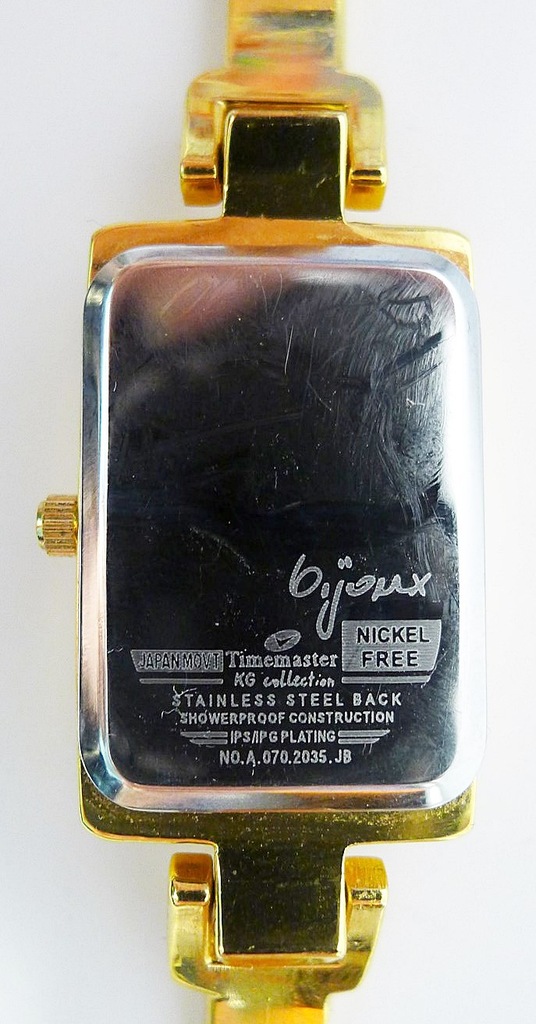 bijoux
JAPAN MOVT Timemaster NICKEL FREE
KG collection
STAINLESS STEEL BACK
SHOWERPROOF CONSTRUCTION
IPS/IPG PLATING
NO.A.070.2035.JB